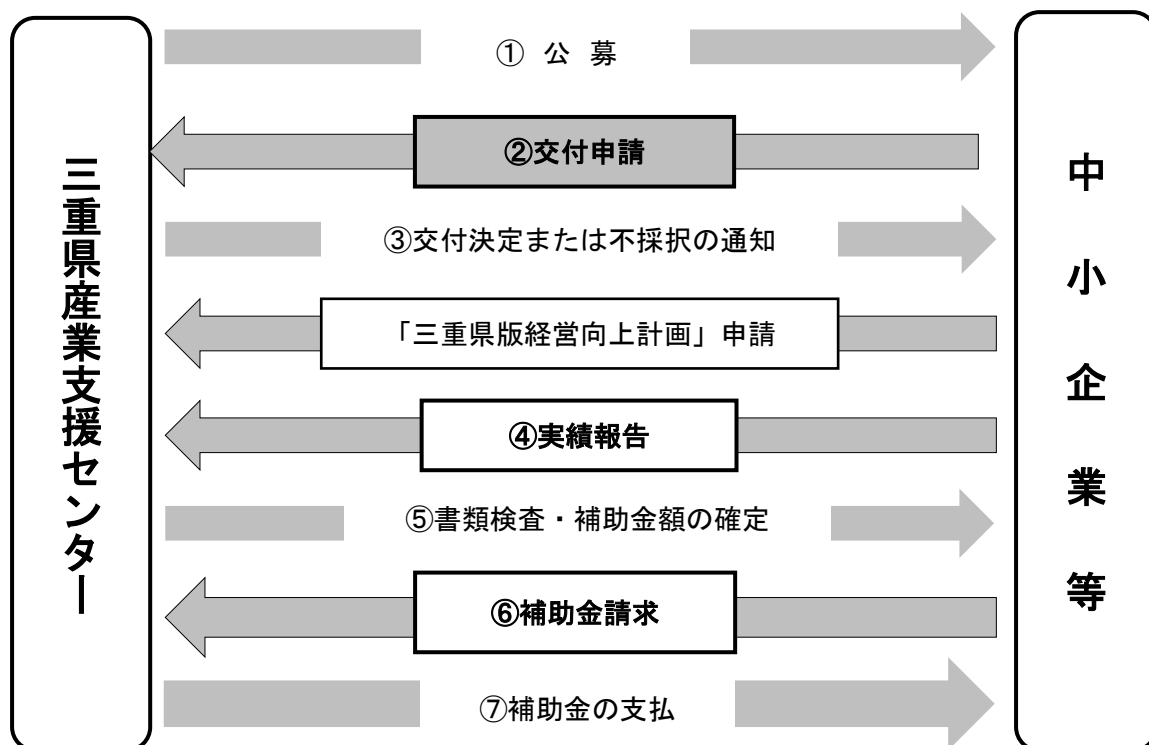 三重県産業支援センター
① 公 募
②交付申請
③交付決定または不採択の通知
「三重県版経営向上計画」申請
④実績報告
⑤書類検査・補助金額の確定
⑥補助金請求
⑦補助金の支払
中小企業等